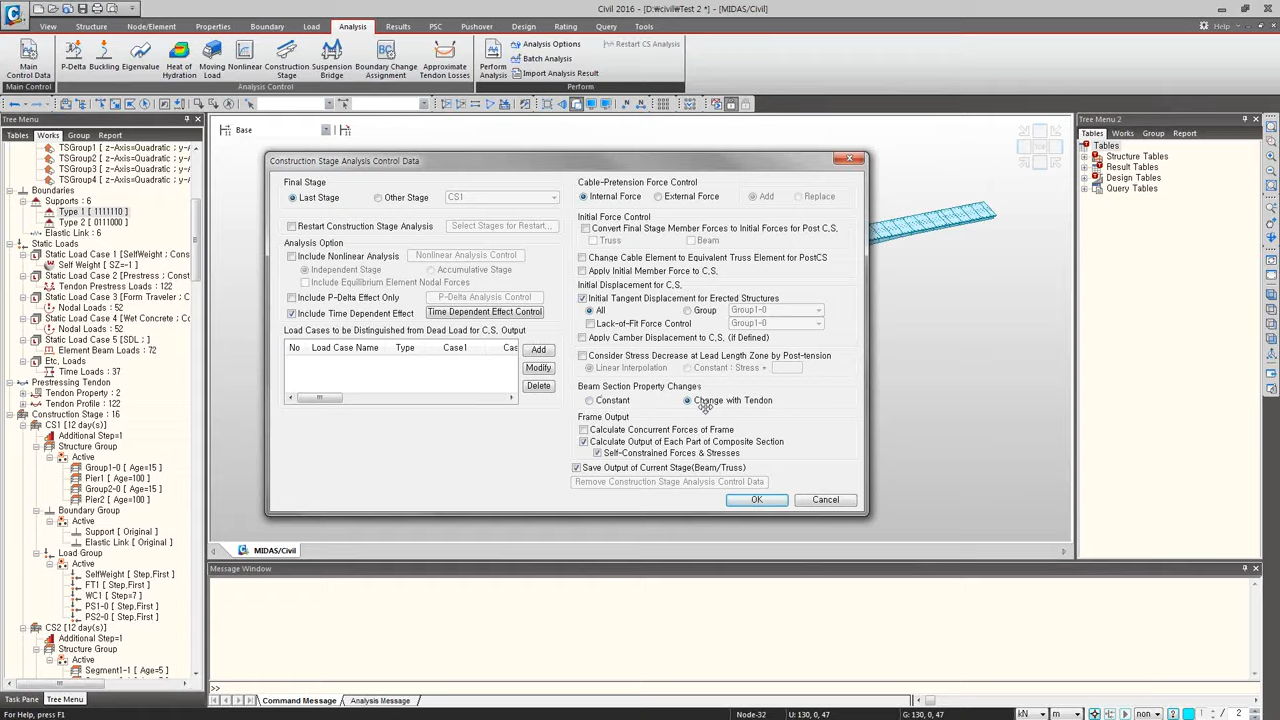 Civil 2016 - [D:\civil\Test 2 *] - [MIDAS/Civil]
View Structure Node/Element Properties Boundary Load Analysis Results PSC Pushover Design Rating Query Tools Help
Main Control Data P-Delta Buckling Eigenvalue Heat of Hydration Moving Load Nonlinear Construction Stage Suspension Bridge Boundary Change Assignment Approximate Tendon Losses Perform Analysis
Analysis Options Restart CS Analysis
Batch Analysis
Import Analysis Result
Main Control Analysis Control Perform
Tree Menu
Tables Works Group Report
TSGroup1 [ z-Axis=Quadratic ; y-A
TSGroup2 [ z-Axis=Quadratic ; y-A
TSGroup3 [ z-Axis=Quadratic ; y-A
TSGroup4 [ z-Axis=Quadratic ; y-A
Boundaries
Supports : 6
Type 1 [ 1111110 ]
Type 2 [ 0111000 ]
Elastic Link : 6
Static Loads
Static Load Case 1 [SelfWeight ;
Self Weight [ SZ=-1 ]
Static Load Case 2 [Prestress ;
Tendon Prestress Loads : 16
Static Load Case 3 [Form Traveler ;
Nodal Loads : 32
Static Load Case 4 [Wet Concrete ;
Nodal Loads : 32
Static Load Case 5 [SDL ; ]
Element Beam Loads : 72
Etc, Loads
Time Loads : 37
Prestressing Tendon
Tendon Property : 2
Tendon Profile : 22
Construction Stage : 16
CS1 [12 day(s)]
Additional Step=1
Structure Group
Active
Group1-0 [ Age=15 ]
Pier1 [ Age=100 ]
Group2-0 [ Age=15 ]
Pier2 [ Age=100 ]
Boundary Group
Active
Support [ Original ]
Elastic Link [ Original ]
Load Group
Active
SelfWeight [ Step,First ]
FT1 [ Step,First ]
WC1 [ Step=7 ]
PS1-0 [ Step,First ]
PS2-0 [ Step,First ]
CS2 [12 day(s)]
Additional Step=1
Structure Group
Active
Segment1-1 [ Age=5 ]
Task Pane Tree Menu
Base
Construction Stage Analysis Control Data
Final Stage
Last Stage Other Stage CS1
Restart Construction Stage Analysis Select Stages for Restart...
Analysis Option
Include Nonlinear Analysis Nonlinear Analysis Control
Independent Stage Accumulative Stage
Include Equilibrium Element Nodal Forces
Include P-Delta Effect Only P-Delta Analysis Control
Include Time Dependent Effect Time Dependent Effect Control
Load Cases to be Distinguished from Dead Load for C,S, Output
No Load Case Name Type Case1 Cas
Add
Modify
Delete
Cable-Pretension Force Control
Internal Force External Force Add Replace
Initial Force Control
Convert Final Stage Member Forces to Initial Forces for Post C,S,
Truss Beam
Change Cable Element to Equivalent Truss Element for PostCS
Apply Initial Member Force to C,S,
Initial Displacement for C,S,
Initial Tangent Displacement for Erected Structures
All Group Group1-0
Lack-of-Fit Force Control Group1-0
Apply Camber Displacement to C,S, (if Defined)
Consider Stress Decrease at Lead Length Zone by Post-tension
Linear Interpolation Constant : Stress *
Beam Section Property Changes
Constant Change with Tendon
Frame Output
Calculate Concurrent Forces of Frame
Calculate Output of Each Part of Composite Section
Self-Constrained Forces & Stresses
Save Output of Current Stage(Beam/Truss)
Remove Construction Stage Analysis Control Data
OK Cancel
MIDAS/Civil
Tree Menu 2
Tables Works Group Report
Tables
Structure Tables
Result Tables
Design Tables
Query Tables
Message Window
>>
Command Message Analysis Message
For Help, press F1
Node-32 U: 130, 0, 47 G: 130, 0, 47 kN m non 1 / 2